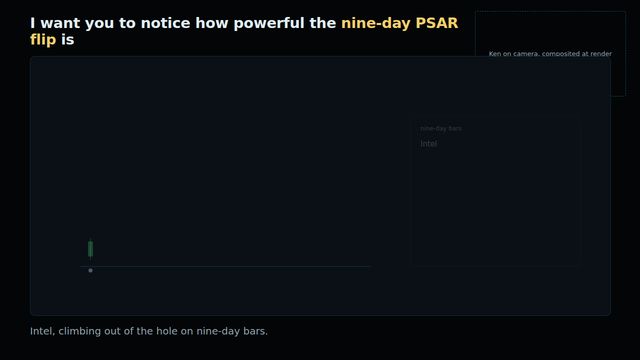 I want you to notice how powerful the nine-day PSAR
flip is
Ken on camera, composited at render
nine-day bars
Intel
Intel, climbing out of the hole on nine-day bars.